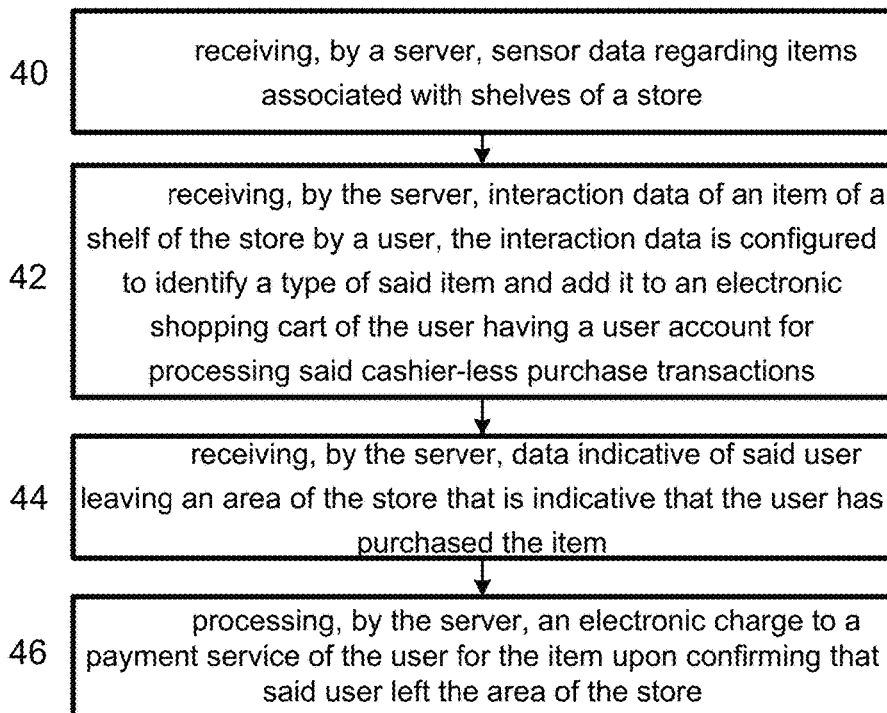 40
receiving, by a server, sensor data regarding items
associated with shelves of a store
42
receiving, by the server, interaction data of an item of a
shelf of the store by a user, the interaction data is configured
to identify a type of said item and add it to an electronic
shopping cart of the user having a user account for
processing said cashier-less purchase transactions
44
receiving, by the server, data indicative of said user
leaving an area of the store that is indicative that the user has
purchased the item
46
processing, by the server, an electronic charge to a
payment service of the user for the item upon confirming that
said user left the area of the store